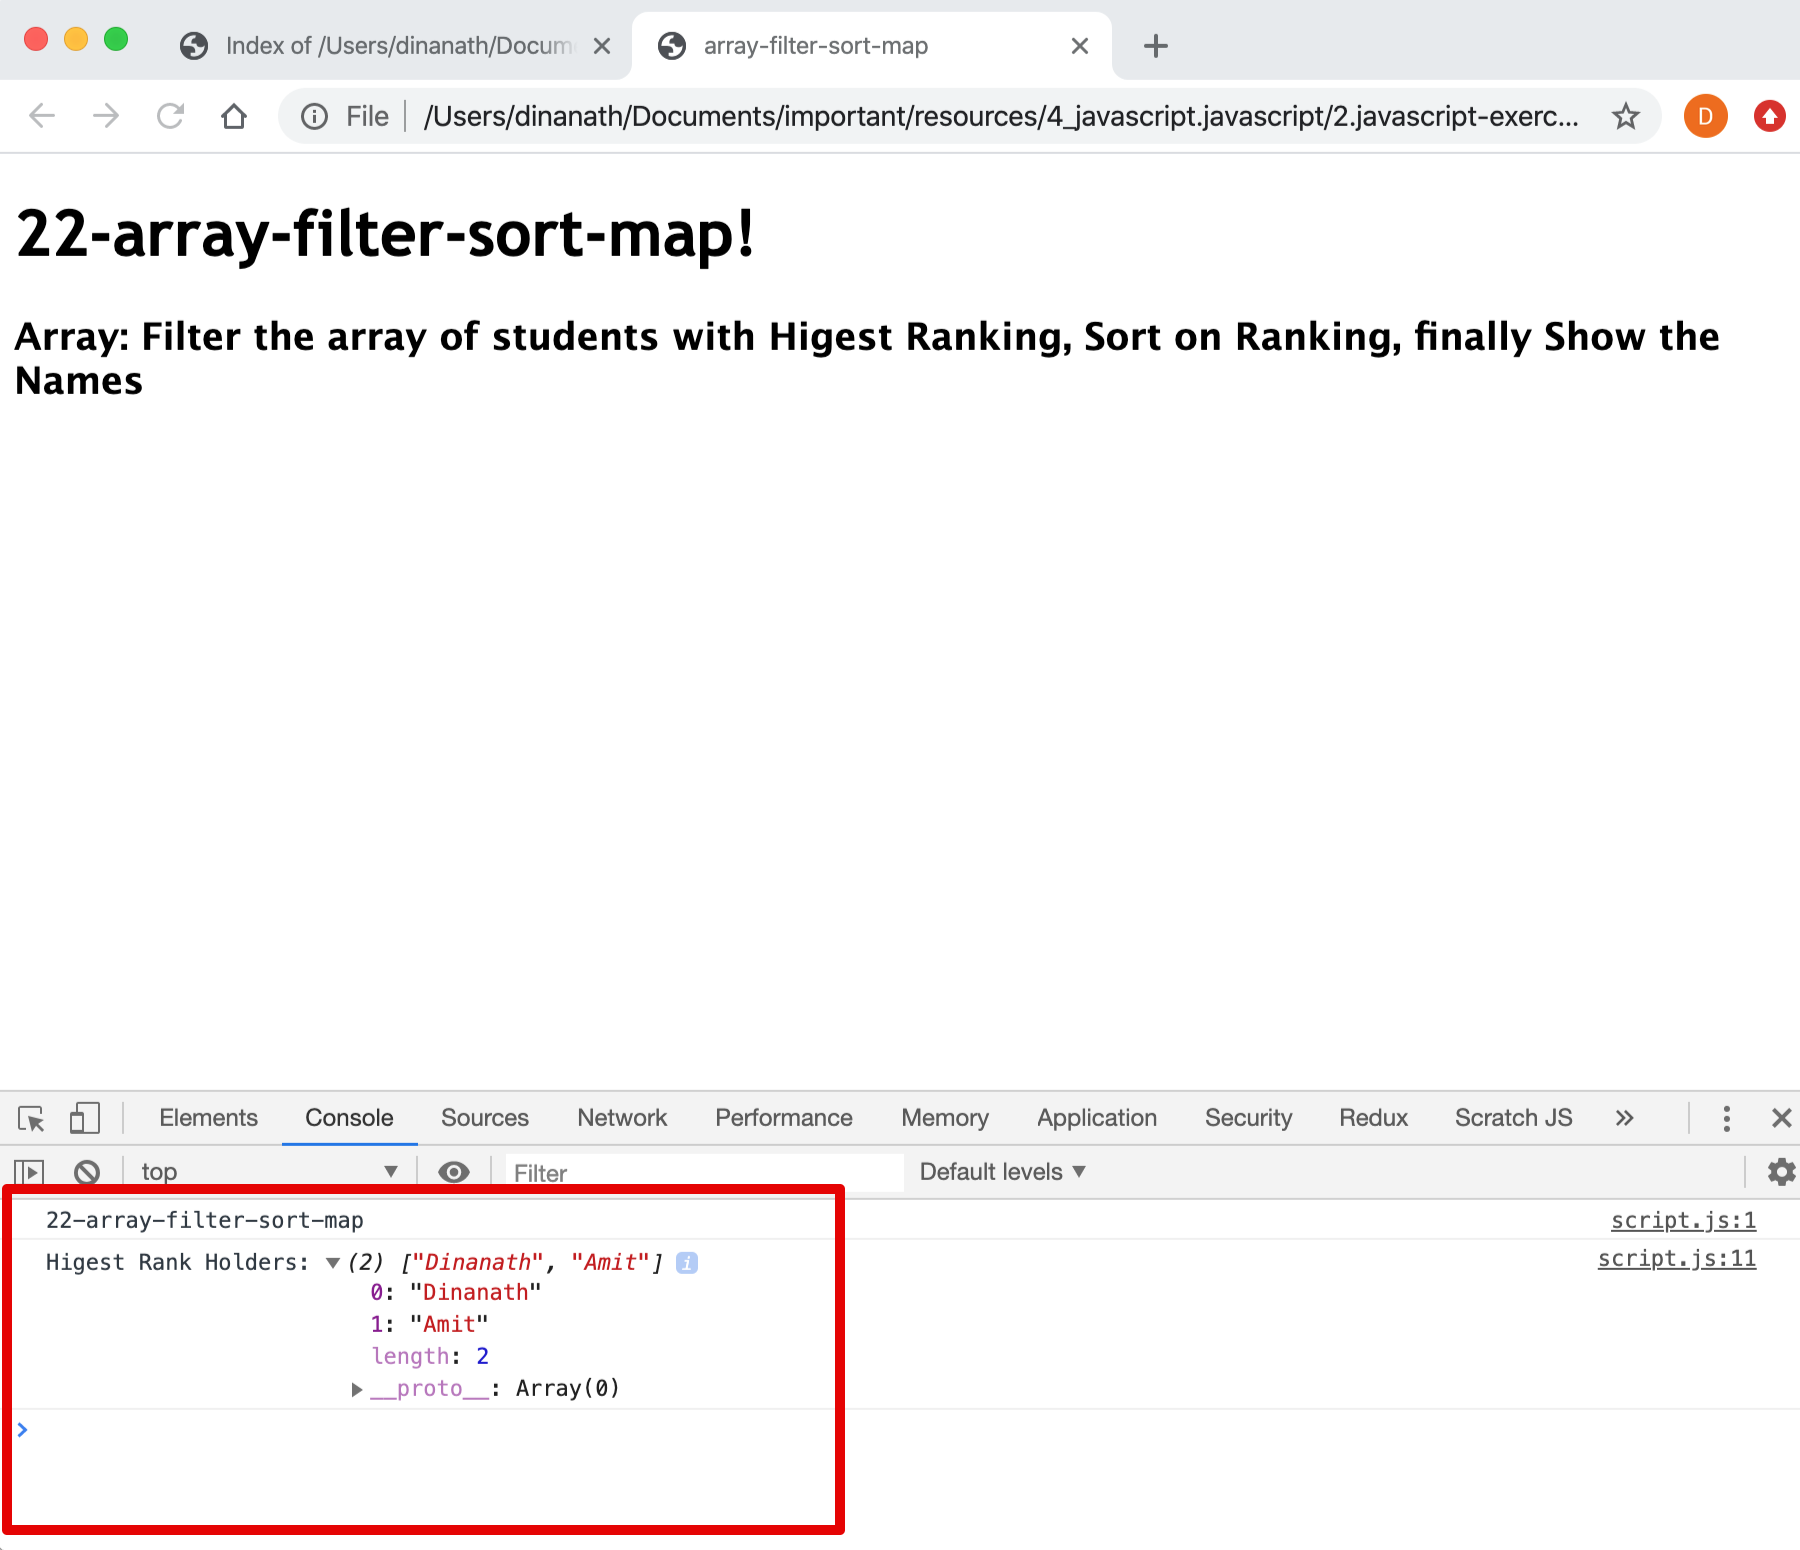 Index of /Users/dinanath/Docum
array-filter-sort-map
File /Users/dinanath/Documents/important/resources/4_javascript.javascript/2.javascript-exerc... D
22-array-filter-sort-map!
Array: Filter the array of students with Higest Ranking, Sort on Ranking, finally Show the
Names
Elements Console Sources Network Performance Memory Application Security Redux Scratch JS »
top Filter Default levels
22-array-filter-sort-map script.js:1
Higest Rank Holders: (2) ["Dinanath", "Amit"] i script.js:11
0: "Dinanath"
1: "Amit"
length: 2
__proto__: Array(0)